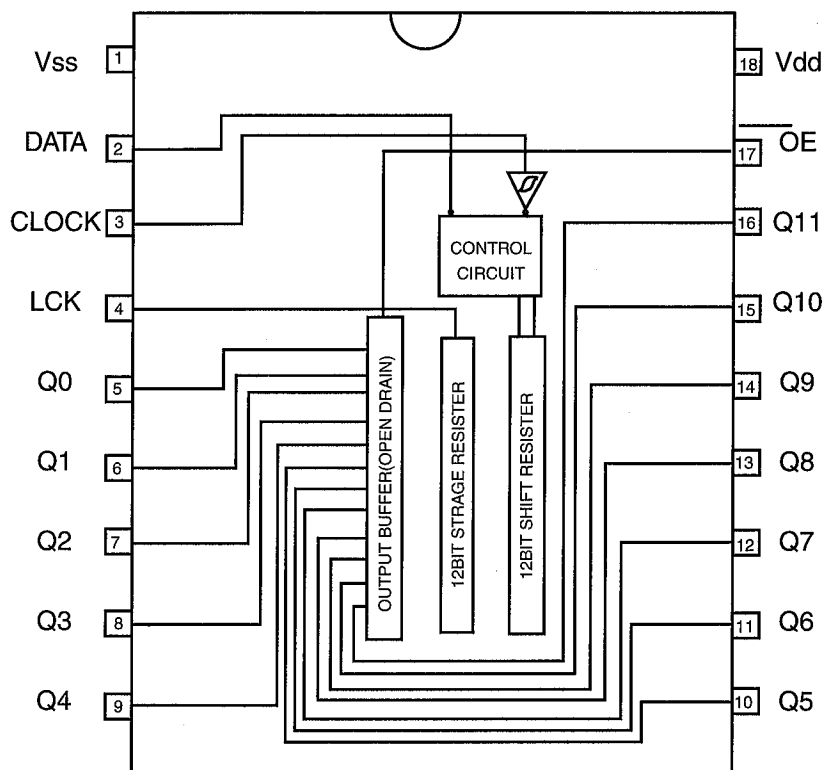 Vss 1
18 Vdd
DATA 2
17 OE
CLOCK 3
16 Q11
CONTROL
CIRCUIT
LCK 4
15 Q10
Q0 5
14 Q9
Q1 6
13 Q8
Q2 7
12 Q7
Q3 8
11 Q6
Q4 9
10 Q5
OUTPUT BUFFER(OPEN DRAIN)
12BIT STRAGE RESISTER
12BIT SHIFT RESISTER